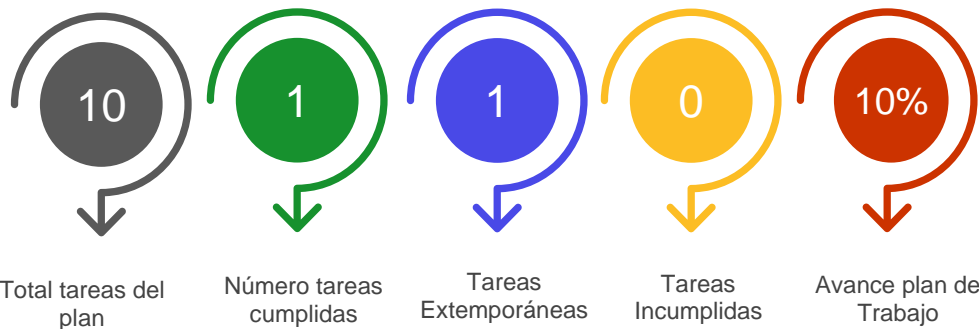 10
1
1
0
10%
Total tareas del
plan
Número tareas
cumplidas
Tareas
Extemporáneas
Tareas
Incumplidas
Avance plan de
Trabajo